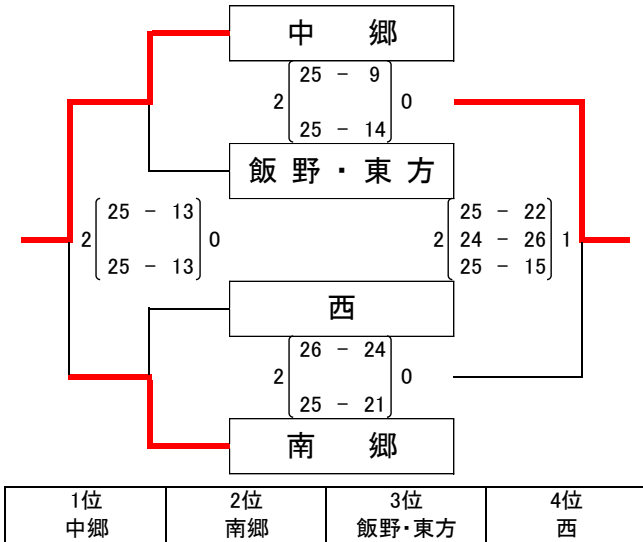 中 郷
25 - 9
2 0
25 - 14
飯 野 ・ 東 方
25 - 13
2 0
25 - 13
25 - 22
2 24 - 26 1
25 - 15
西
26 - 24
2 0
25 - 21
南 郷
1位 2位 3位 4位
中郷 南郷 飯野・東方 西